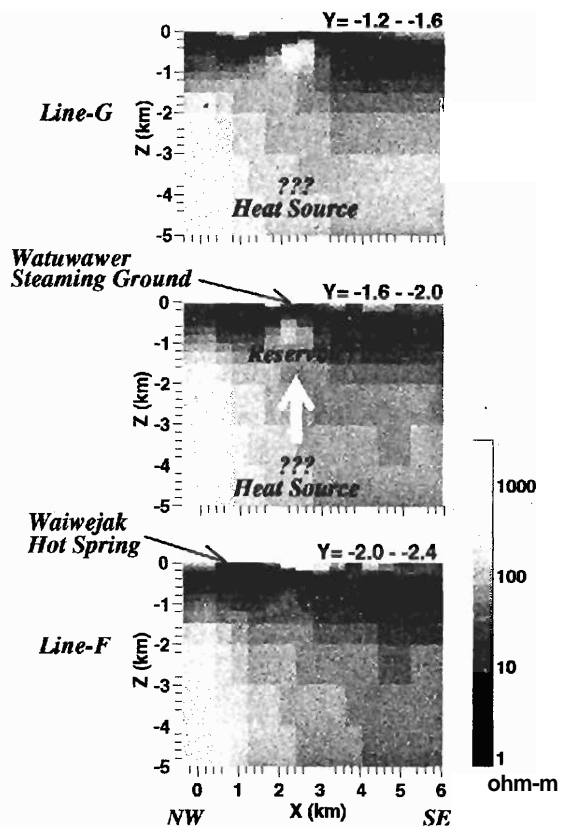 Y= -1.2 - -1.6
Line-G
Z (km)
-0
-1
-2
-3
-4
-5
???
Heat Source
Watuwawer
Steaming Ground
Y= -1.6 - -2.0
Z (km)
0
-1
-2
-3
-4
-5
Reservoir
???
Heat Source
Waiwejak
Hot Spring
Y= -2.0 - -2.4
Line-F
Z (km)
0
-1
-2
-3
-4
-5
0 1 2 3 4 5 6
NW X (km) SE
1000
100
10
1
ohm-m